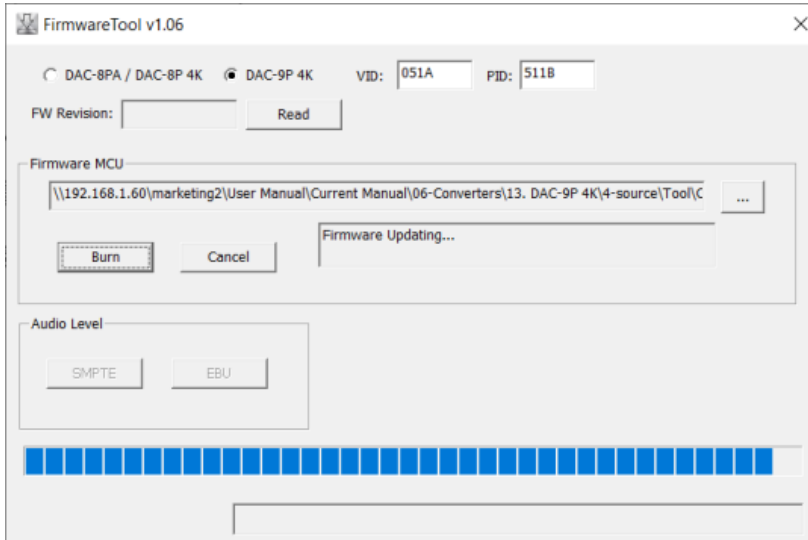 FirmwareTool v1.06
DAC-8PA / DAC-8P 4K DAC-9P 4K VID: 051A PID: 511B
FW Revision: Read
Firmware MCU
\\192.168.1.60\marketing2\User Manual\Current Manual\06-Converters\13. DAC-9P 4K\4-source\Tool\C
...
Firmware Updating...
Burn Cancel
Audio Level
SMPTE EBU